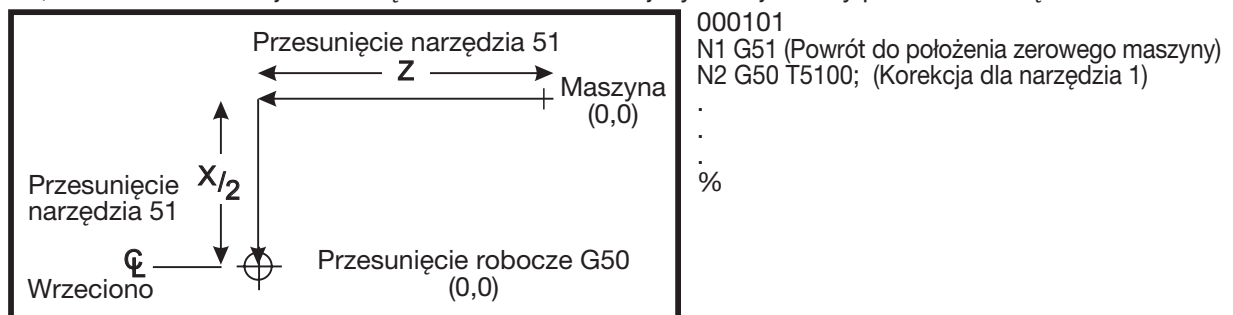 Przesunięcie narzędzia 51
Z
Maszyna
(0,0)
X/2
Przesunięcie
narzędzia 51
℄
Wrzeciono
Przesunięcie robocze G50
(0,0)
000101
N1 G51 (Powrót do położenia zerowego maszyny)
N2 G50 T5100; (Korekcja dla narzędzia 1)
.
.
.
%